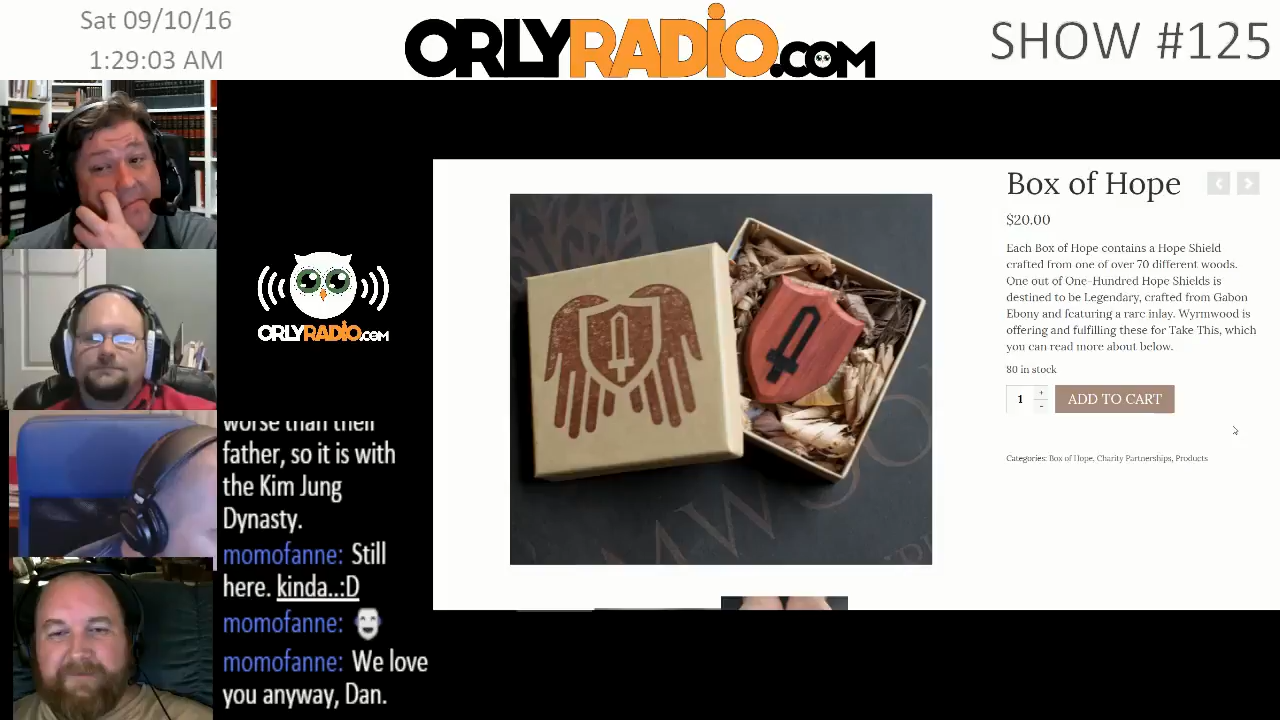 Sat 09/10/16
1:29:03 AM
ORLYRADIO.COM
SHOW #125
Box of Hope
$20.00
Each Box of Hope contains a Hope Shield
crafted from one of over 70 different woods.
One out of One-Hundred Hope Shields is
destined to be Legendary, crafted from Gabon
Ebony and featuring a rare inlay. Wyrmwood is
offering and fulfilling these for Take This, which
you can read more about below.
80 in stock
1 + -
ADD TO CART
Categories: Box of Hope, Charity Partnerships, Products
ORLYRADIO.COM
worse than their
father, so it is with
the Kim Jung
Dynasty.
momofanne: Still
here. kinda..:D
momofanne:
momofanne: We love
you anyway, Dan.